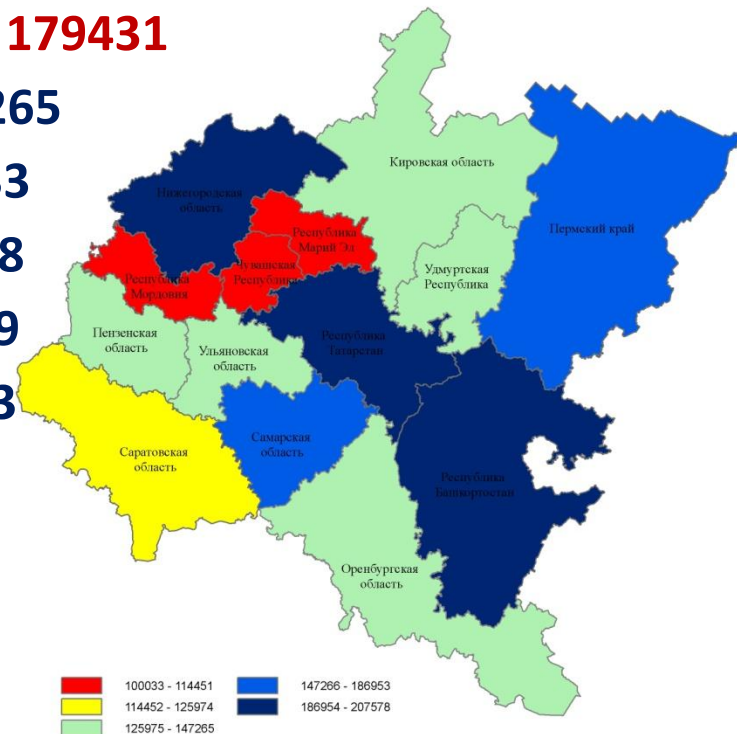 179431
265
33
8
9
3
Кировская область
Нижегородская
область
Пермский край
Республика
Марий Эл
Чувашская
Республика
Удмуртская
Республика
Республика
Мордовия
Пензенская
область
Ульяновская
область
Республика
Татарстан
Самарская
область
Саратовская
область
Республика
Башкортостан
Оренбургская
область
100033 - 114451
147266 - 186953
114452 - 125974
186954 - 207578
125975 - 147265